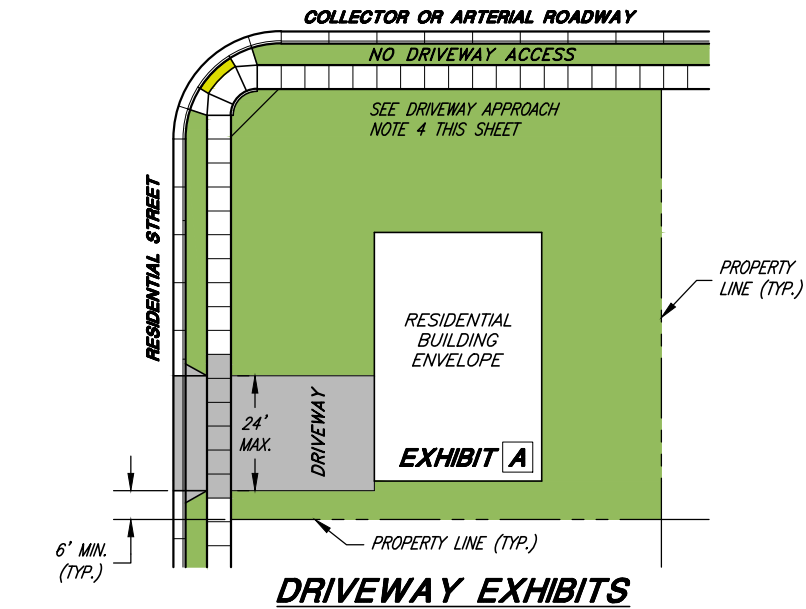 COLLECTOR OR ARTERIAL ROADWAY
NO DRIVEWAY ACCESS
SEE DRIVEWAY APPROACH
NOTE 4 THIS SHEET
RESIDENTIAL STREET
PROPERTY
LINE (TYP.)
RESIDENTIAL
BUILDING
ENVELOPE
24'
MAX.
DRIVEWAY
EXHIBIT A
6' MIN.
(TYP.)
PROPERTY LINE (TYP.)
DRIVEWAY EXHIBITS